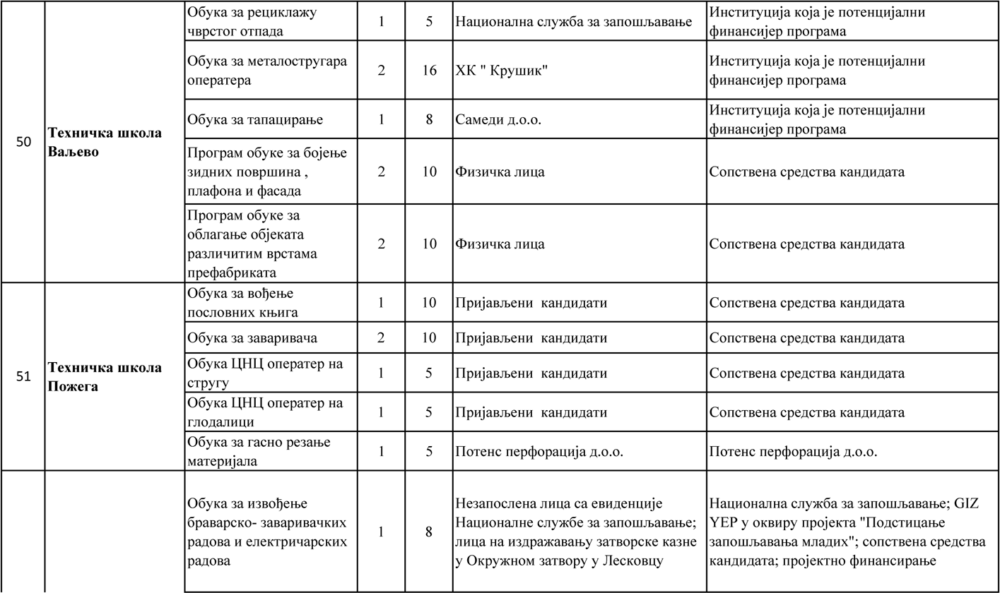 Обука за рециклажу
чврстог отпада
1
5
Национална служба за запошљавање
Институција која је потенцијални
финансијер програма
Обука за металостругара
оператера
2
16
ХК " Крушик"
Институција која је потенцијални
финансијер програма
50
Техничка школа
Ваљево
Обука за тапацирање
1
8
Самеди д.о.о.
Институција која је потенцијални
финансијер програма
Програм обуке за бојење
зидних површина ,
плафона и фасада
2
10
Физичка лица
Сопствена средства кандидата
Програм обуке за
облагање објеката
различитим врстама
префабриката
2
10
Физичка лица
Сопствена средства кандидата
51
Техничка школа
Пожега
Обука за вођење
пословних књига
1
10
Пријављени  кандидати
Сопствена средства кандидата
Обука за заваривача
2
10
Пријављени  кандидати
Сопствена средства кандидата
Обука ЦНЦ оператер на
стругу
1
5
Пријављени  кандидати
Сопствена средства кандидата
Обука ЦНЦ оператер на
глодалици
1
5
Пријављени  кандидати
Сопствена средства кандидата
Обука за гасно резање
материјала
1
5
Потенс перфорација д.о.о.
Потенс перфорација д.о.о.
Обука за извођење
браварско- заваривачких
радова и електричарских
радова
1
8
Незапослена лица са евиденције
Националне службе за запошљавање;
лица на издражавању затворске казне
у Окружном затвору у Лесковцу
Национална служба за запошљавање; GIZ
YEP у оквиру пројекта "Подстицање
запошљавања младих"; сопствена средства
кандидата; пројектно финансирање